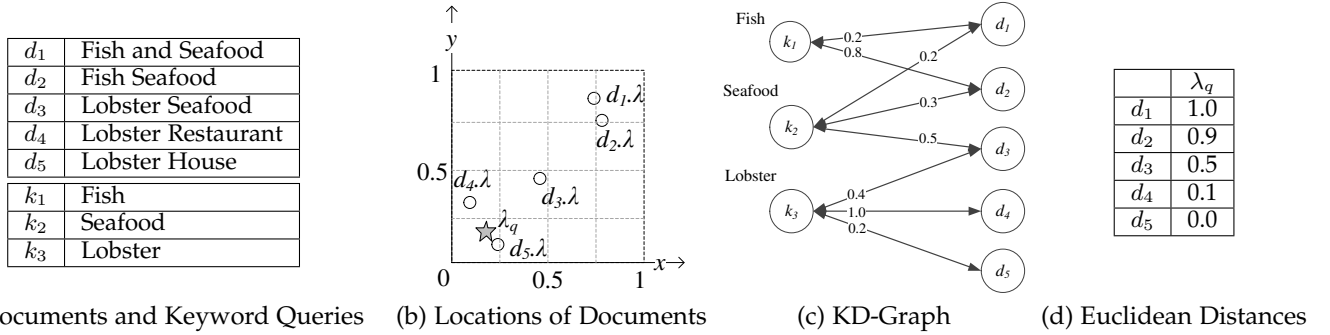 d1 Fish and Seafood
d2 Fish Seafood
d3 Lobster Seafood
d4 Lobster Restaurant
d5 Lobster House
k1 Fish
k2 Seafood
k3 Lobster
y
1
d1.λ
d2.λ
0.5
d4.λ
d3.λ
λq
d5.λ
x
0 0.5 1
Fish
k1
Seafood
k2
Lobster
k3
0.2
0.8
0.2
0.3
0.5
0.4
1.0
0.2
d1
d2
d3
d4
d5
λq
d1 1.0
d2 0.9
d3 0.5
d4 0.1
d5 0.0
ocuments and Keyword Queries (b) Locations of Documents (c) KD-Graph (d) Euclidean Distances